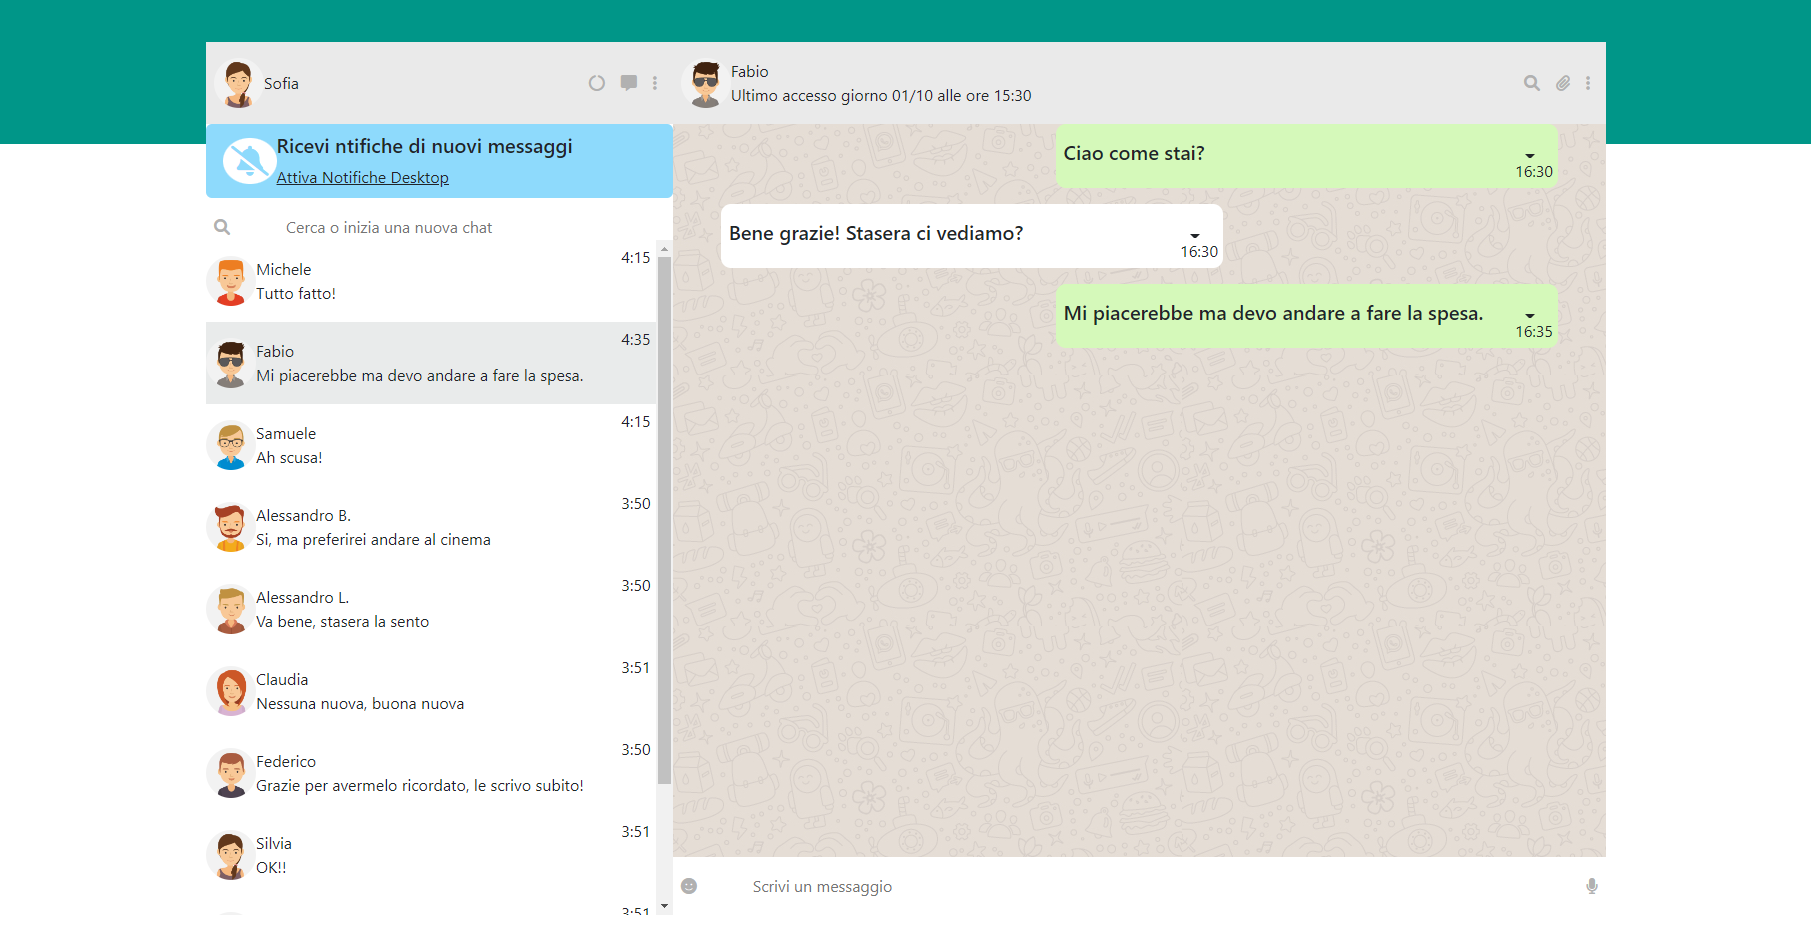 Sofia
Ricevi ntifiche di nuovi messaggi
Attiva Notifiche Desktop
Cerca o inizia una nuova chat
Michele
4:15
Tutto fatto!
Fabio
4:35
Mi piacerebbe ma devo andare a fare la spesa.
Samuele
4:15
Ah scusa!
Alessandro B.
3:50
Si, ma preferirei andare al cinema
Alessandro L.
3:50
Va bene, stasera la sento
Claudia
3:51
Nessuna nuova, buona nuova
Federico
3:50
Grazie per avermelo ricordato, le scrivo subito!
Silvia
3:51
OK!!
3:51
Fabio
Ultimo accesso giorno 01/10 alle ore 15:30
Ciao come stai?
16:30
Bene grazie! Stasera ci vediamo?
16:30
Mi piacerebbe ma devo andare a fare la spesa.
16:35
Scrivi un messaggio